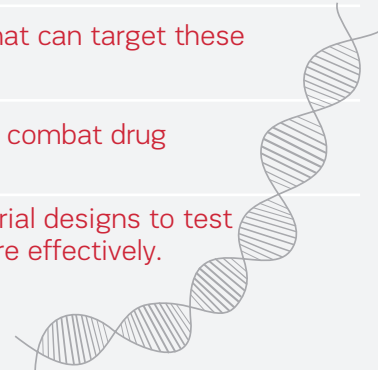 hat can target these
combat drug
rial designs to test
re effectively.